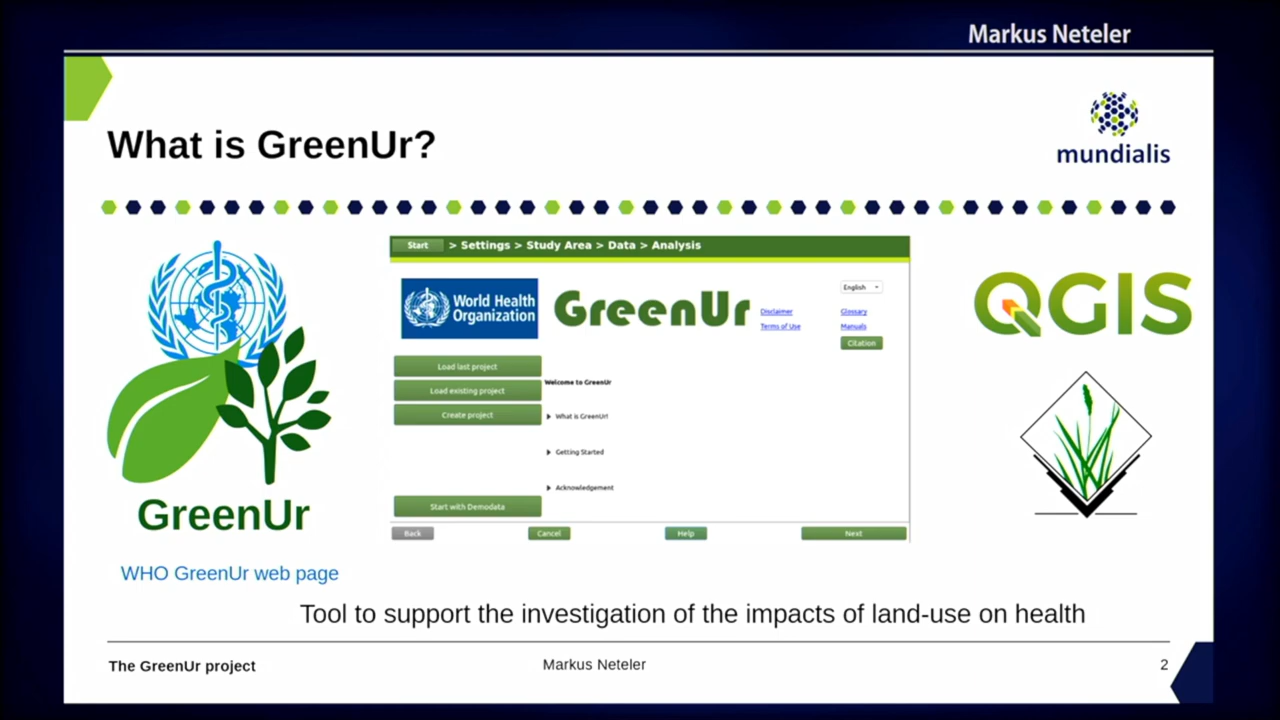 Markus Neteler
What is GreenUr?
mundialis
Start > Settings > Study Area > Data > Analysis
World Health
Organization
GreenUr
English
Disclaimer
Glossary
Terms of Use
Manuals
Citation
Load last project
Welcome to GreenUr
Load existing project
Create project
What is GreenUr?
Getting Started
Acknowledgement
Start with Demodata
Back
Cancel
Help
Next
GreenUr
QGIS
WHO GreenUr web page
Tool to support the investigation of the impacts of land-use on health
The GreenUr project
Markus Neteler
2